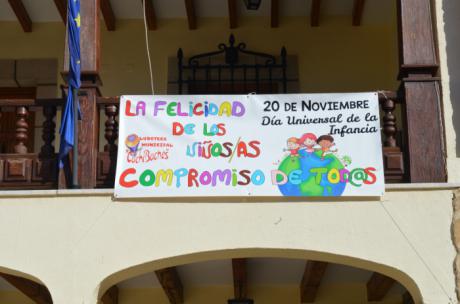 LA FELICIDAD
DE LOS
NIÑOS/AS
COMPROMISO DE TOD@S
LUDOTECA
MUNICIPAL
20 DE NOVIEMBRE
Día Universal de la
Infancia